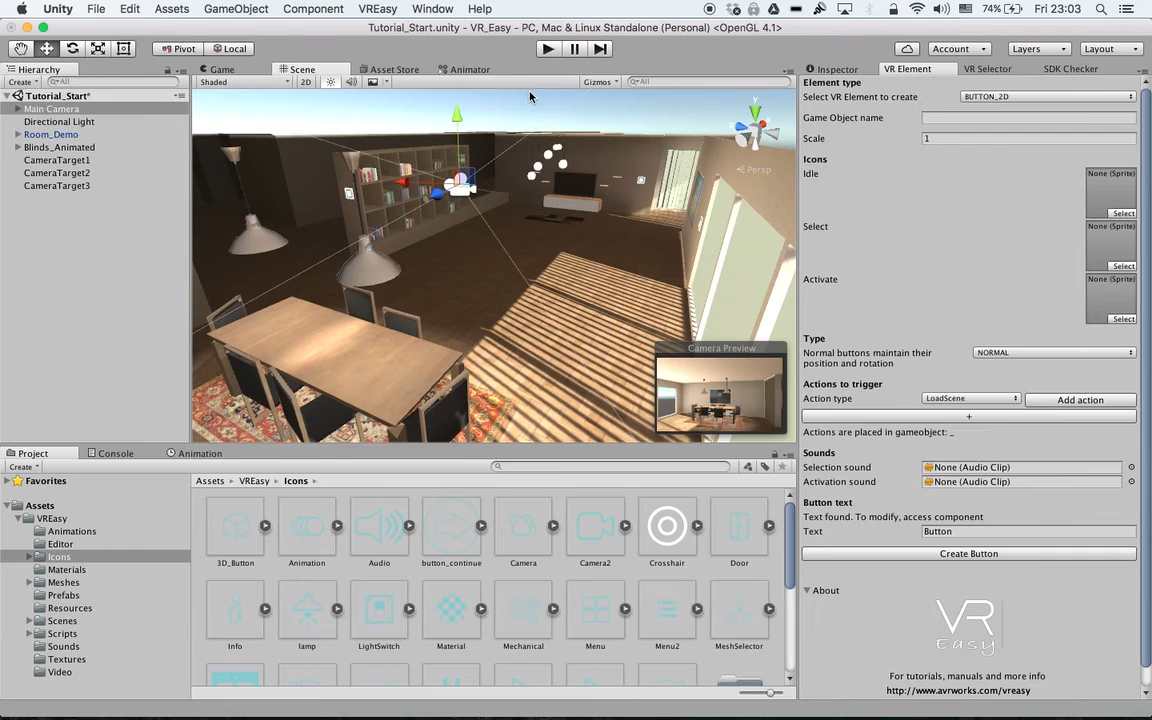 Unity File Edit Assets GameObject Component VREasy Window Help 74% Fri 23:03
Tutorial_Start.unity - VR_Easy - PC, Mac & Linux Standalone (Personal) <OpenGL 4.1>
Pivot Local Account Layers Layout
Hierarchy Game Scene Asset Store Animator Inspector VR Element VR Selector SDK Checker
Create All Shaded 2D Gizmos All
Tutorial_Start*
Main Camera
Directional Light
Room_Demo
Blinds_Animated
CameraTarget1
CameraTarget2
CameraTarget3
y
Persp
Camera Preview
Element type
Select VR Element to create BUTTON_2D
Game Object name
Scale 1
Icons
Idle None (Sprite)
Select
Select None (Sprite)
Select
Activate None (Sprite)
Select
Type
Normal buttons maintain their position and rotation NORMAL
Actions to trigger
Action type LoadScene Add action
+
Actions are placed in gameobject: _
Sounds
Selection sound None (Audio Clip)
Activation sound None (Audio Clip)
Button text
Text found. To modify, access component
Text Button
Create Button
About
VR
Easy
For tutorials, manuals and more info
http://www.avrworks.com/vreasy
Project Console Animation
Create
Favorites
Assets
VREasy
Animations
Editor
Icons
Materials
Meshes
Prefabs
Resources
Scenes
Scripts
Sounds
Textures
Video
Assets VREasy Icons
3D_Button Animation Audio button_continue Camera Camera2 Crosshair Door
Info lamp LightSwitch Material Mechanical Menu Menu2 MeshSelector